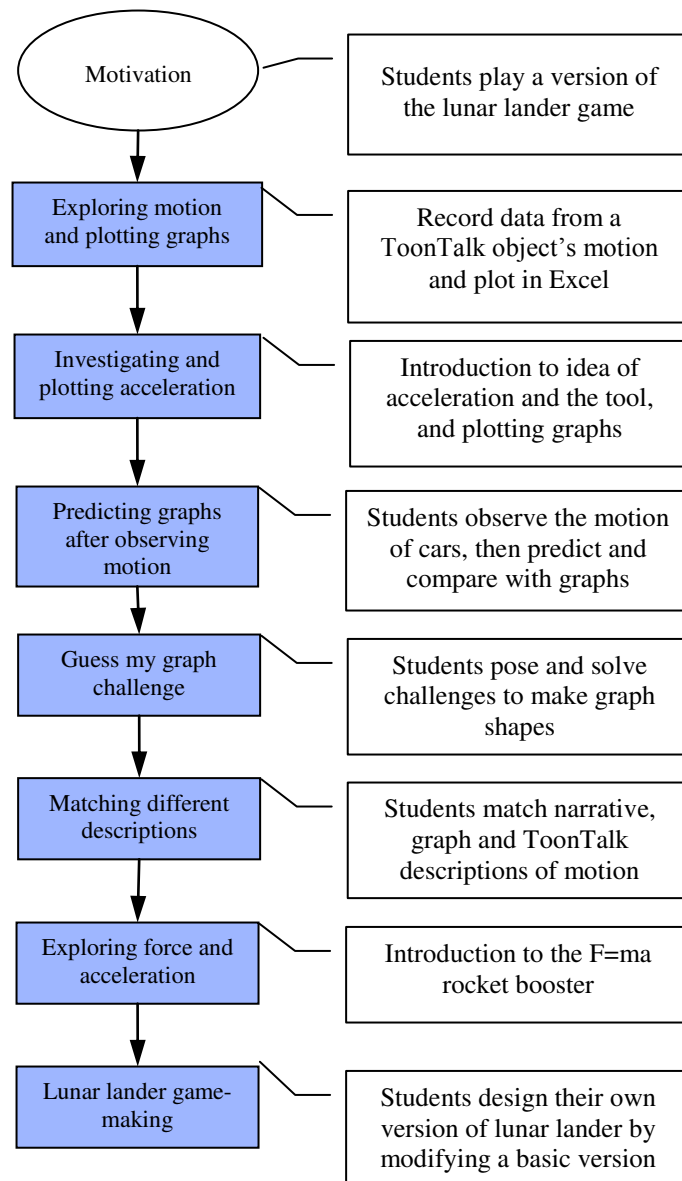 Motivation
Students play a version of
the lunar lander game
Exploring motion
and plotting graphs
Record data from a
ToonTalk object's motion
and plot in Excel
Investigating and
plotting acceleration
Introduction to idea of
acceleration and the tool,
and plotting graphs
Predicting graphs
after observing
motion
Students observe the motion
of cars, then predict and
compare with graphs
Guess my graph
challenge
Students pose and solve
challenges to make graph
shapes
Matching different
descriptions
Students match narrative,
graph and ToonTalk
descriptions of motion
Exploring force and
acceleration
Introduction to the F=ma
rocket booster
Lunar lander game-
making
Students design their own
version of lunar lander by
modifying a basic version